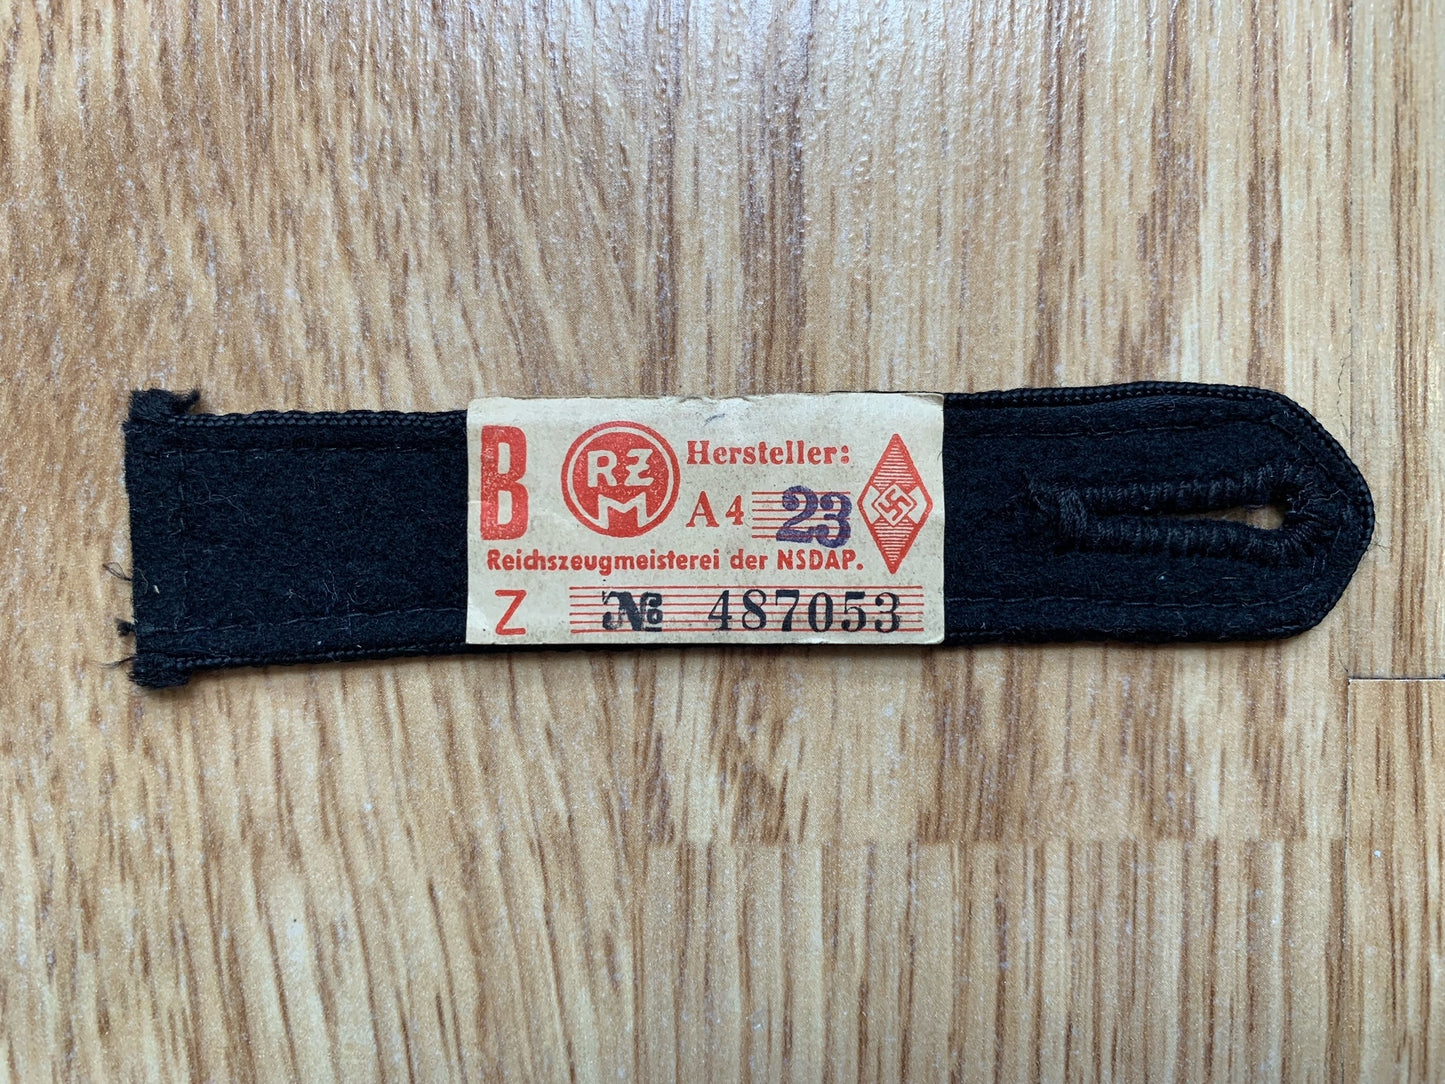 B RZM Hersteller:
A4 23
Reichszeugmeisterei der NSDAP.
Z № 487053